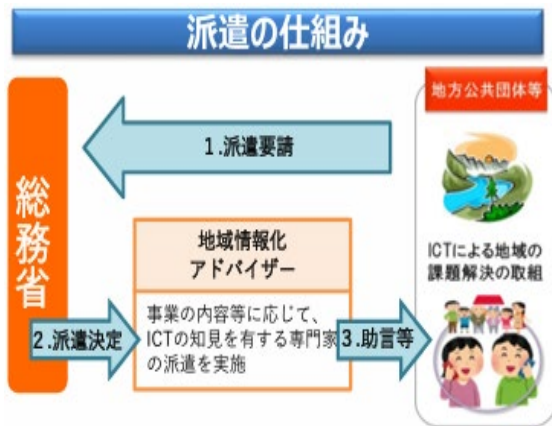 派遣の仕組み
地方公共団体等
総務省
1.派遣要請
ICTによる地域の
課題解決の取組
地域情報化
アドバイザー
事業の内容等に応じて、
ICTの知見を有する専門家
の派遣を実施
2.派遣決定
3.助言等